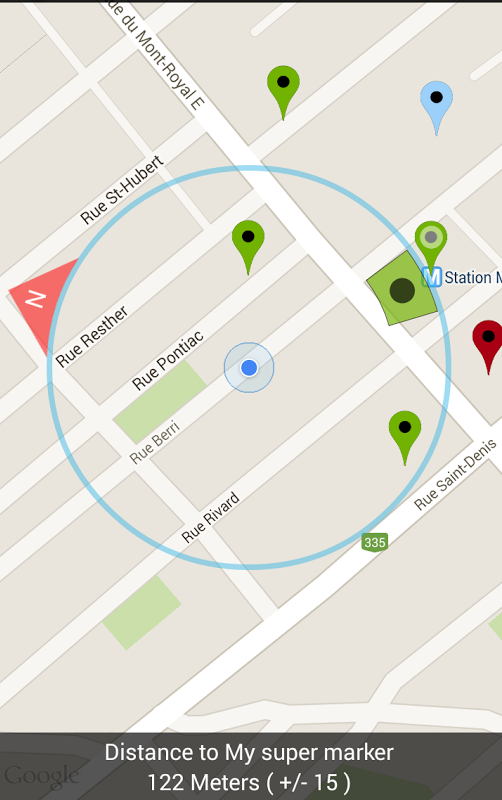 ue du Mont-Royal E
Rue St-Hubert
N
M Station M
Rue Resther
Rue Pontiac
Rue Berri
Rue Saint-Denis
Rue Rivard
335
Distance to My super marker
Google
122 Meters ( +/- 15 )